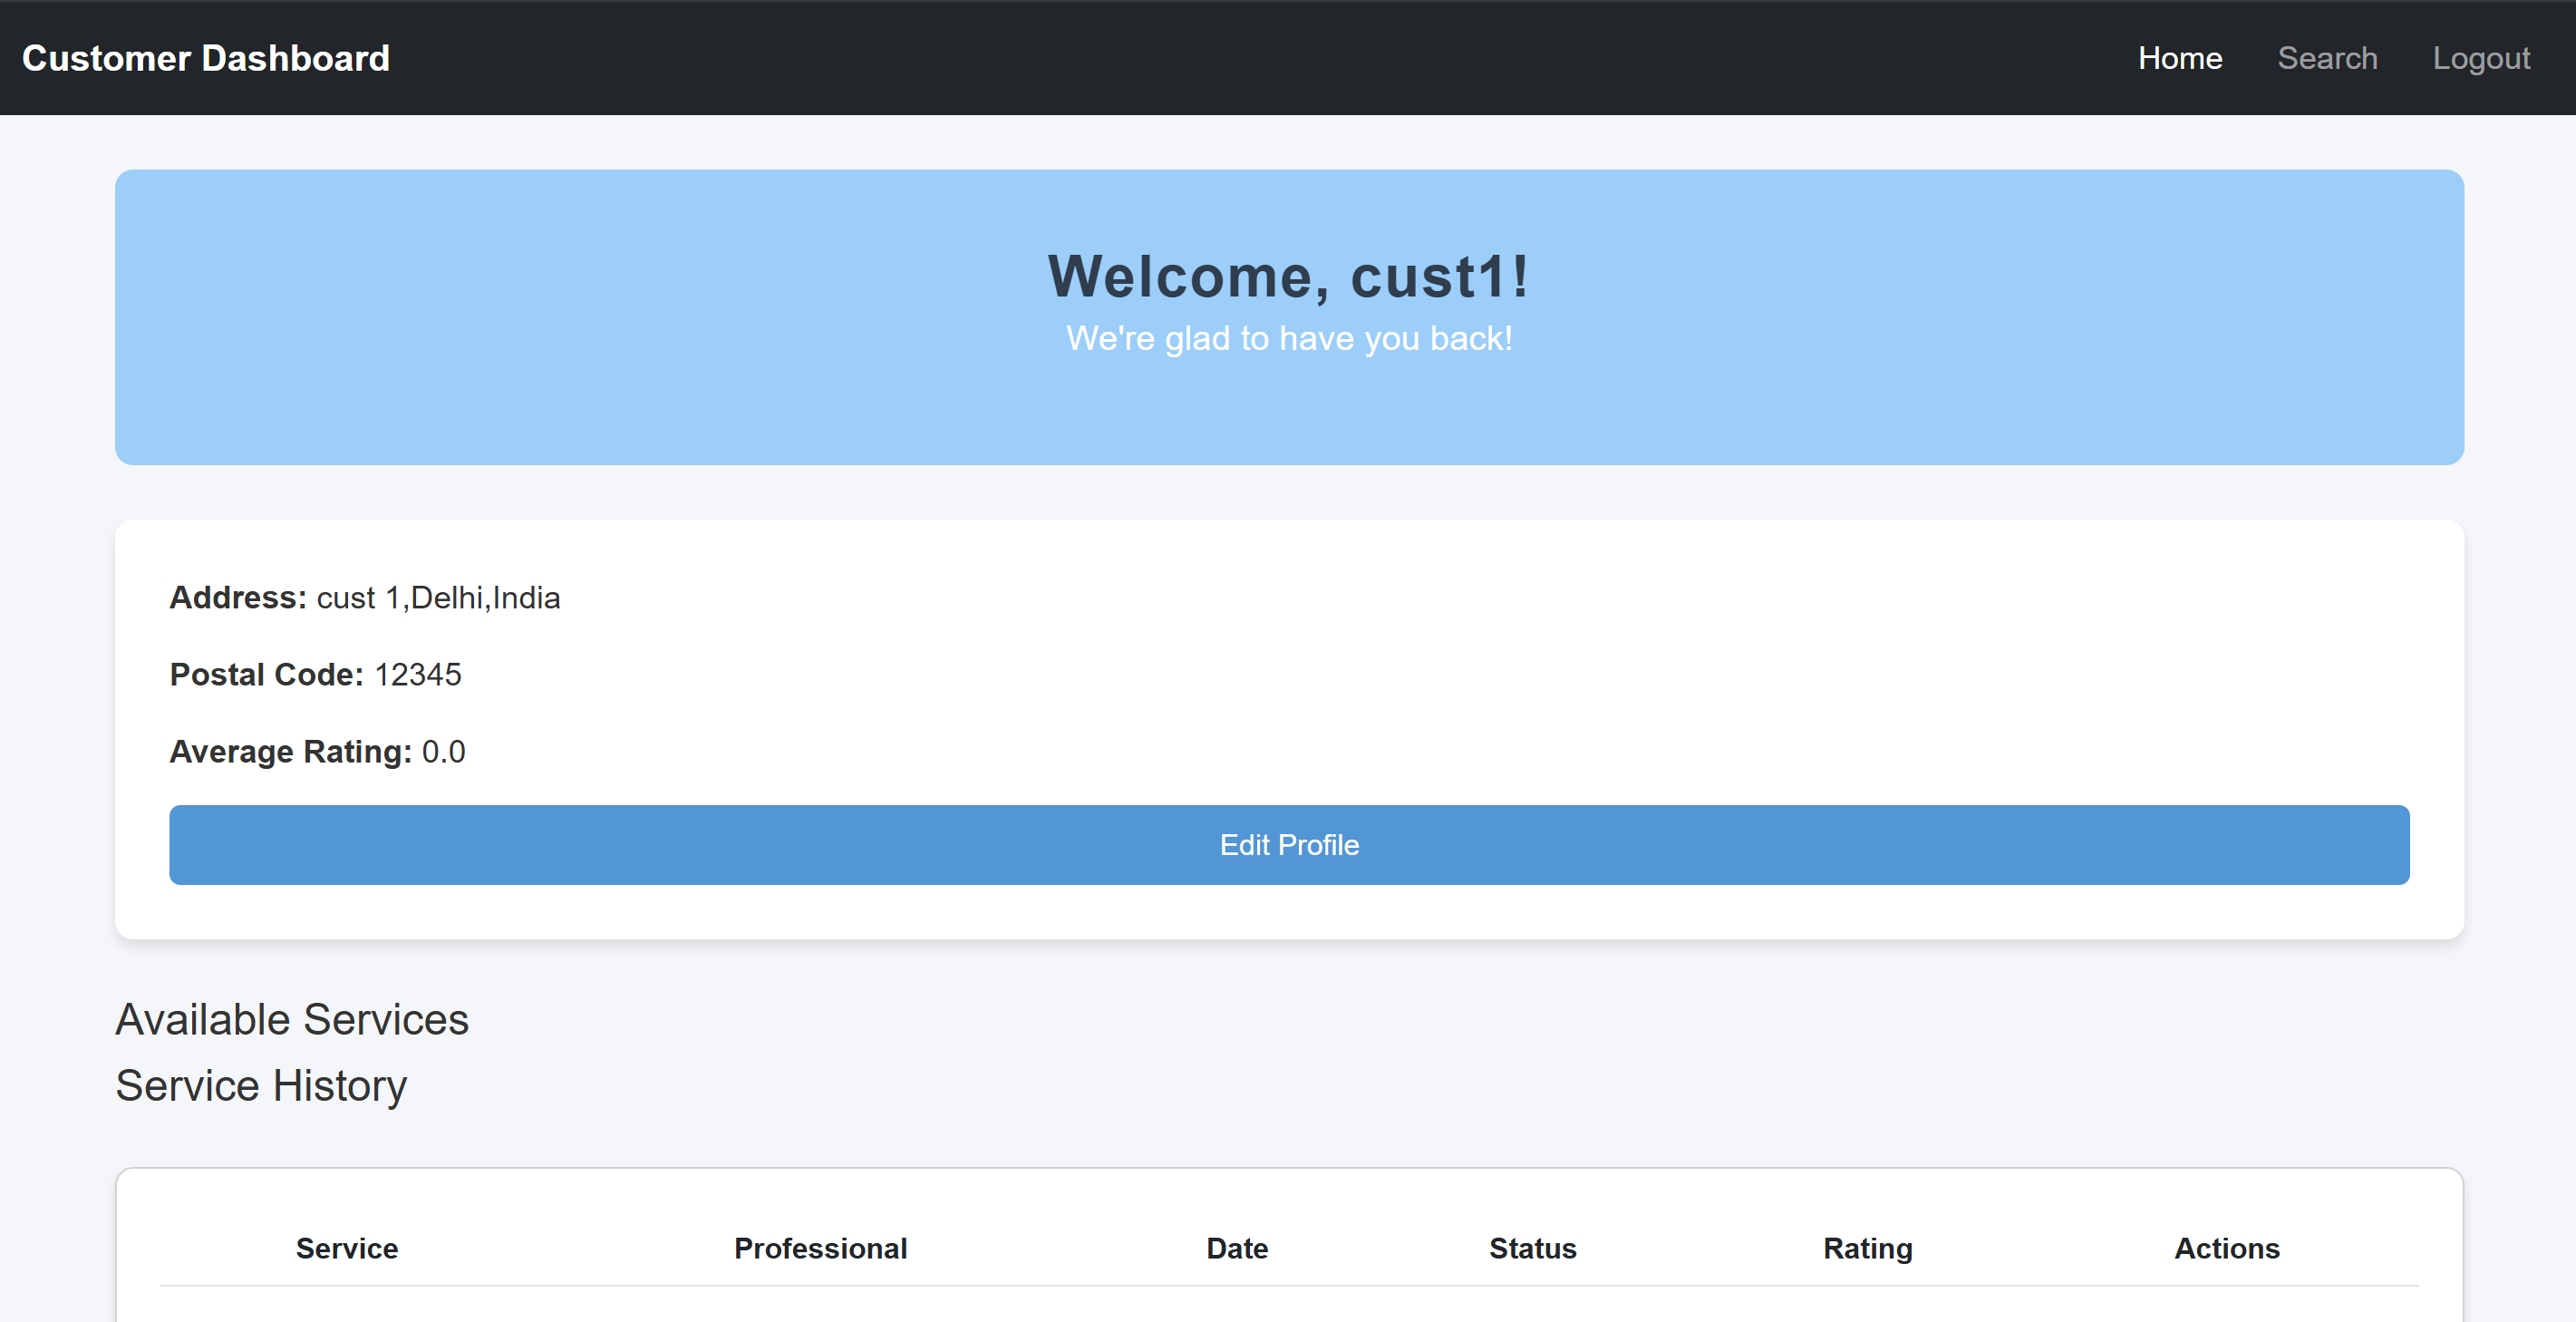 Customer Dashboard Home Search Logout
Welcome, cust1!
We're glad to have you back!
Address: cust 1,Delhi,India
Postal Code: 12345
Average Rating: 0.0
Edit Profile
Available Services
Service History
Service Professional Date Status Rating Actions